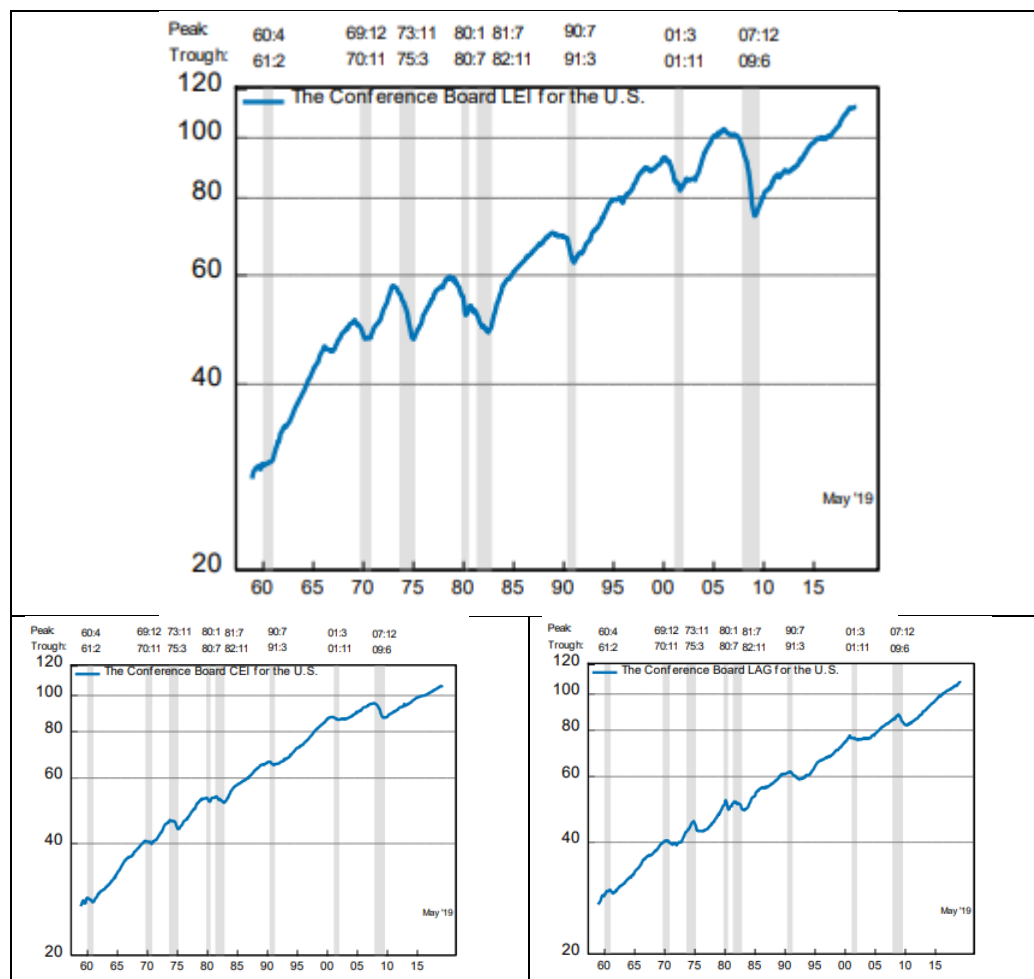 Peak: 60:4 69:12 73:11 80:1 81:7 90:7 01:3 07:12
Trough: 61:2 70:11 75:3 80:7 82:11 91:3 01:11 09:6
120
The Conference Board LEI for the U.S.
100
80
60
40
May '19
20
60 65 70 75 80 85 90 95 00 05 10 15
Peak: 60:4 69:12 73:11 80:1 81:7 90:7 01:3 07:12
Trough: 61:2 70:11 75:3 80:7 82:11 91:3 01:11 09:6
120
The Conference Board CEI for the U.S.
100
80
60
40
May '19
20
60 65 70 75 80 85 90 95 00 05 10 15
Peak: 60:4 69:12 73:11 80:1 81:7 90:7 01:3 07:12
Trough: 61:2 70:11 75:3 80:7 82:11 91:3 01:11 09:6
120
The Conference Board LAG for the U.S.
100
80
60
40
May '19
20
60 65 70 75 80 85 90 95 00 05 10 15